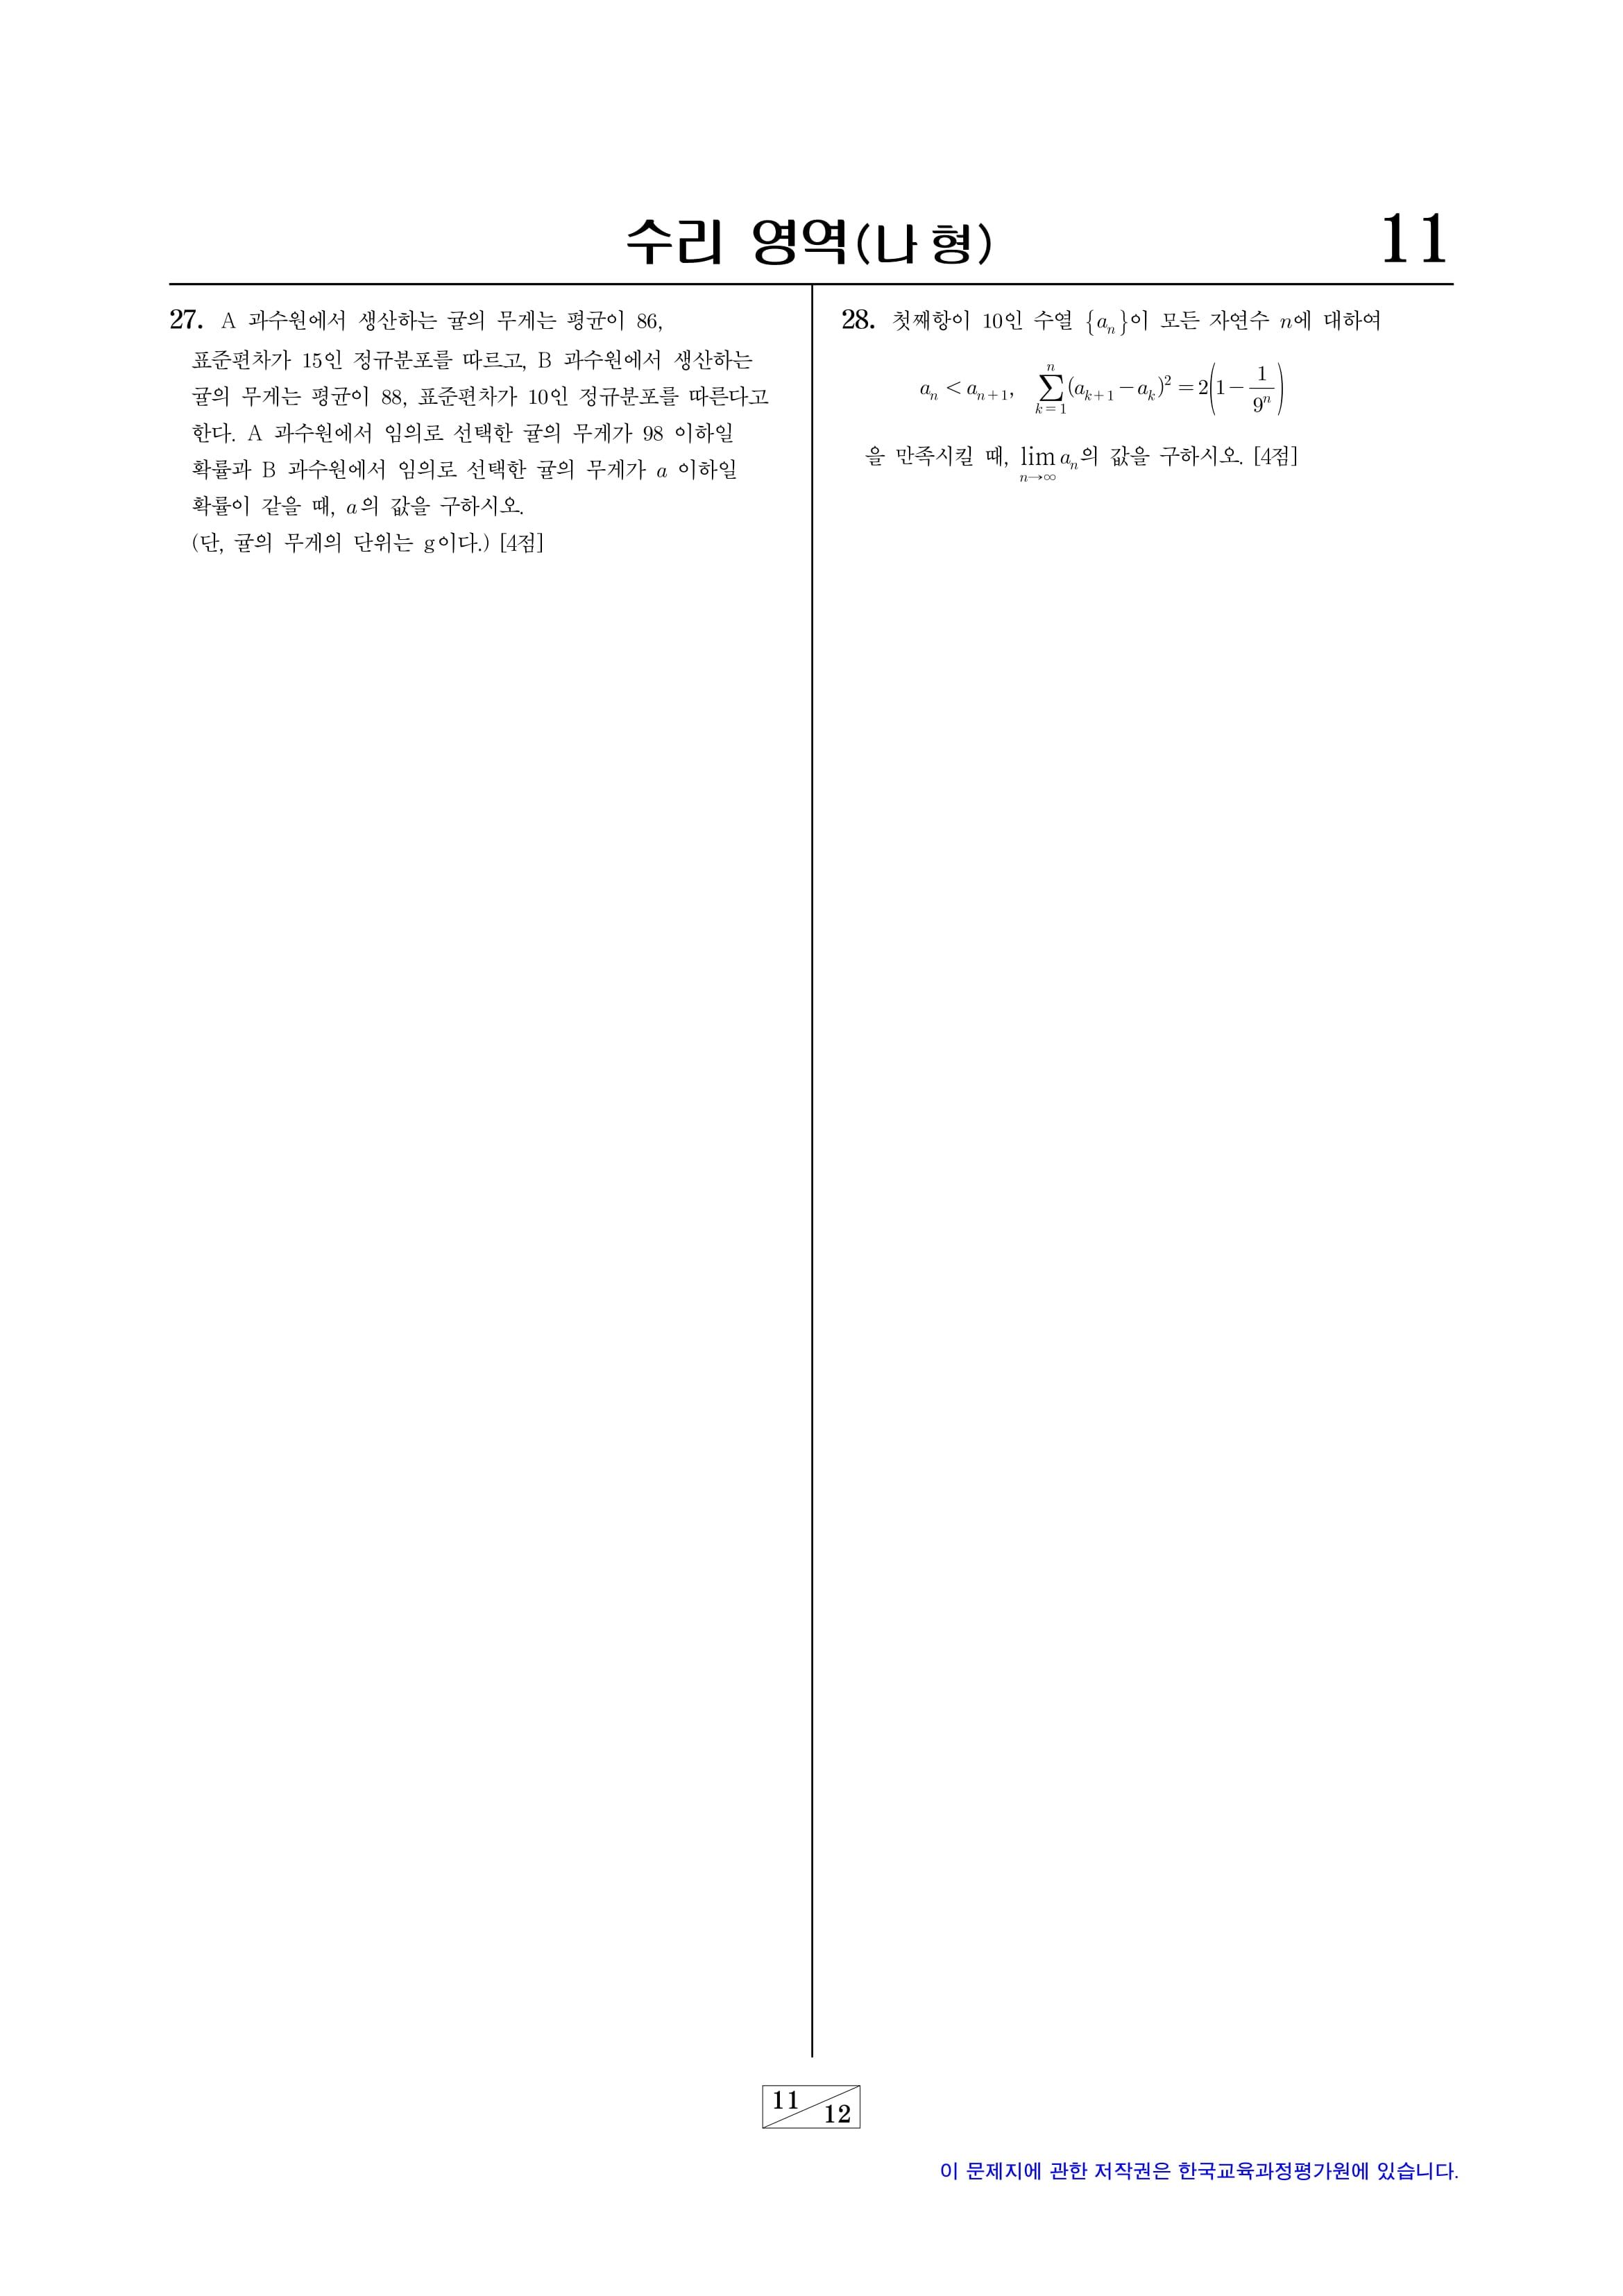 수리 영역(나 형)
11
27. A 과수원에서 생산하는 귤의 무게는 평균이 86,
표준편차가 15인 정규분포를 따르고, B 과수원에서 생산하는
귤의 무게는 평균이 88, 표준편차가 10인 정규분포를 따른다고
한다. A 과수원에서 임의로 선택한 귤의 무게가 98 이하일
확률과 B 과수원에서 임의로 선택한 귤의 무게가 a 이하일
확률이 같을 때, a의 값을 구하시오.
(단, 귤의 무게의 단위는 g이다.) [4점]
28. 첫째항이 10인 수열 {a_n}이 모든 자연수 n에 대하여
a_n < a_{n+1}, \sum_{k=1}^{n} (a_{k+1} - a_k)^2 = 2(1 - \frac{1}{9^n})
을 만족시킬 때, \lim_{n→∞} a_n의 값을 구하시오. [4점]
11
12
이 문제지에 관한 저작권은 한국교육과정평가원에 있습니다.